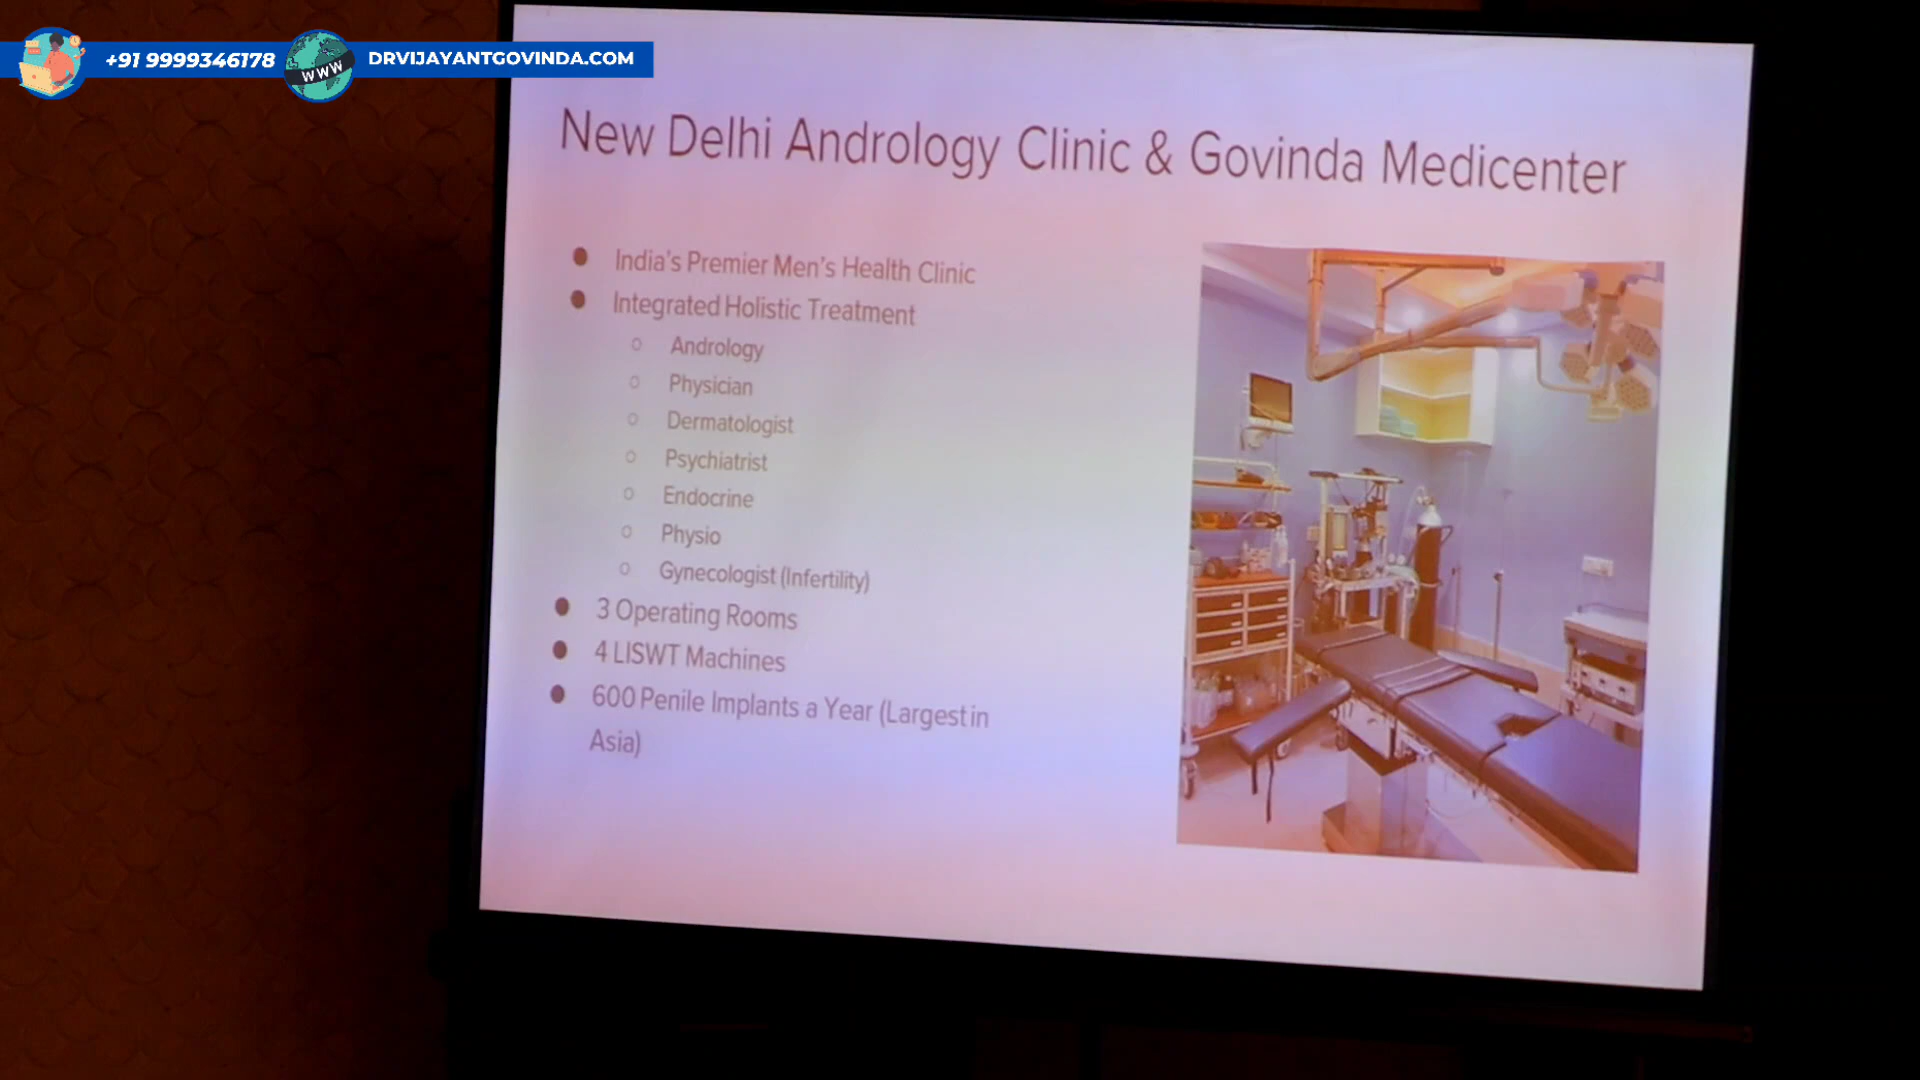 +91 9999346178
WWW
DRVIJAYANTGOVINDA.COM
New Delhi Andrology Clinic & Govinda Medicenter
● India's Premier Men's Health Clinic
● Integrated Holistic Treatment
○ Andrology
○ Physician
○ Dermatologist
○ Psychiatrist
○ Endocrine
○ Physio
○ Gynecologist (Infertility)
● 3 Operating Rooms
● 4 LISWT Machines
● 600 Penile Implants a Year (Largest in
Asia)